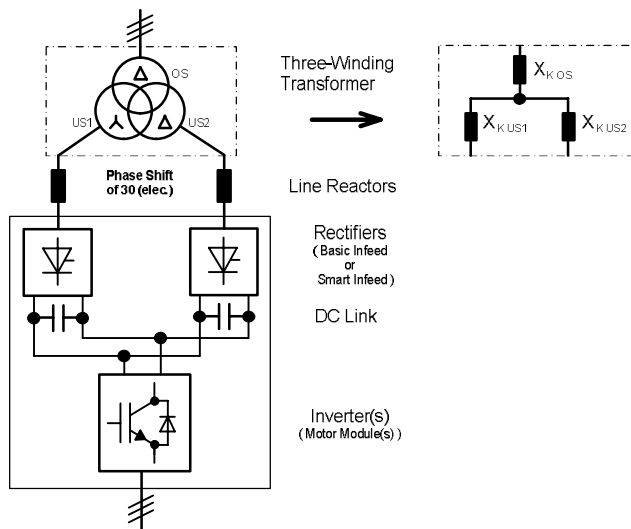 OS
US1
US2
Three-Winding
Transformer
X K OS
X K US1
X K US2
Phase Shift
of 30 (elec.)
Line Reactors
Rectifiers
( Basic Infeed
or
Smart Infeed )
DC Link
Inverter(s)
( Motor Module(s) )